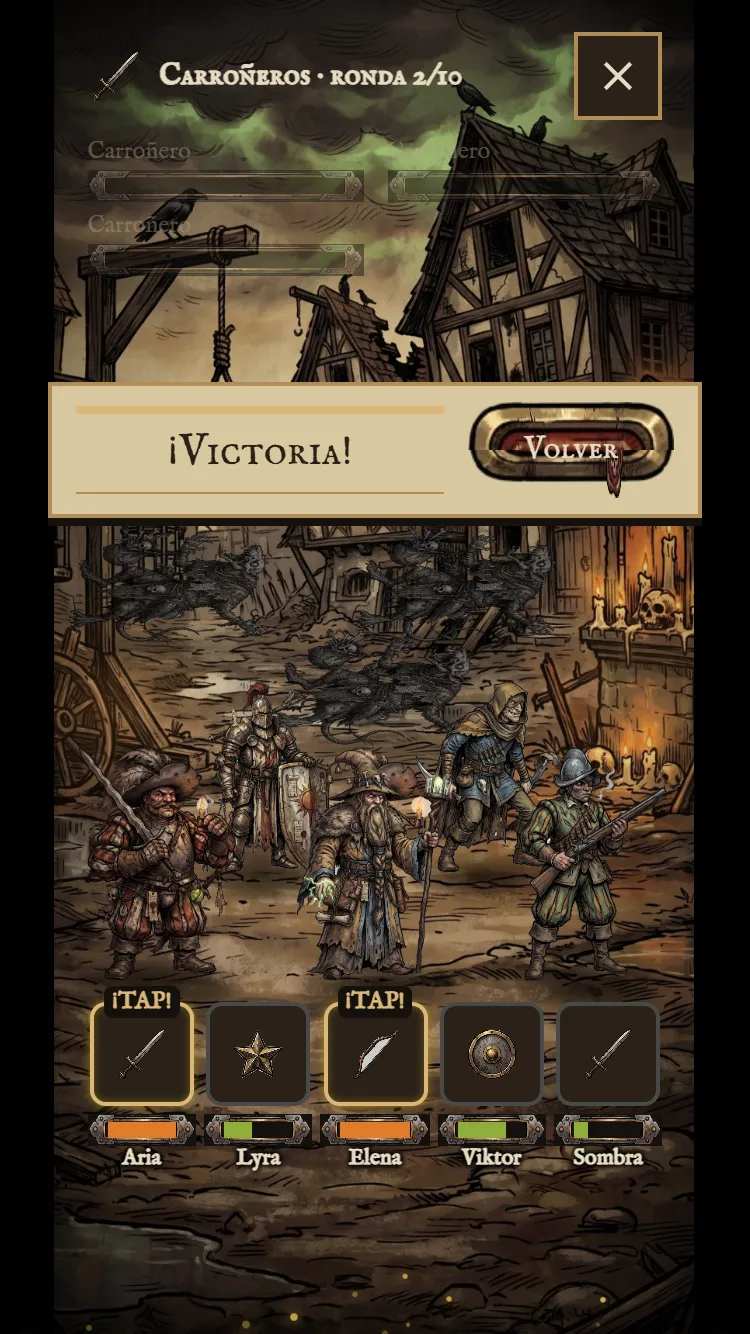 Carroñeros · ronda 2/10
Carroñero
Carroñero
¡Victoria!
Volver
¡TAP!
¡TAP!
Aria
Lyra
Elena
Viktor
Sombra